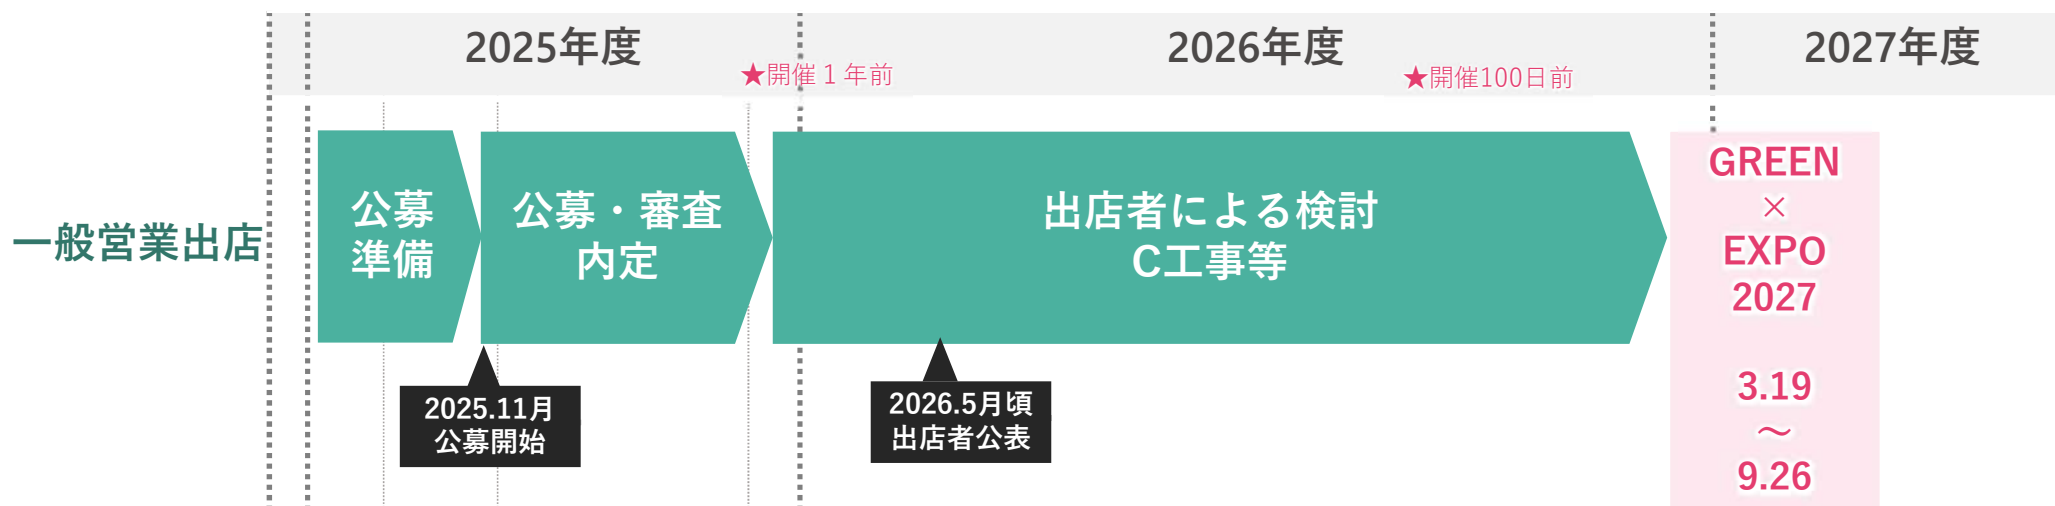 2025年度
2026年度
2027年度
★開催１年前
★開催100日前
一般営業出店
公募
準備
公募・審査
内定
出店者による検討
C工事等
GREEN
×
EXPO
2027
3.19
～
9.26
2025.11月
公募開始
2026.5月頃
出店者公表